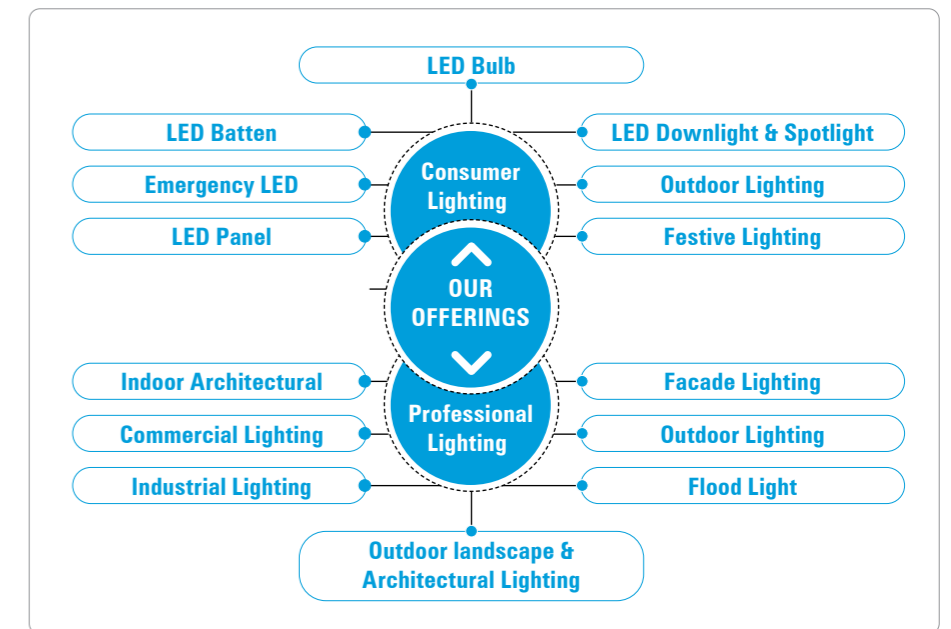 LED Bulb
LED Batten
LED Downlight & Spotlight
Emergency LED
Consumer
Lighting
Outdoor Lighting
LED Panel
Festive Lighting
OUR
OFFERINGS
Indoor Architectural
Facade Lighting
Commercial Lighting
Professional
Lighting
Outdoor Lighting
Industrial Lighting
Flood Light
Outdoor landscape &
Architectural Lighting